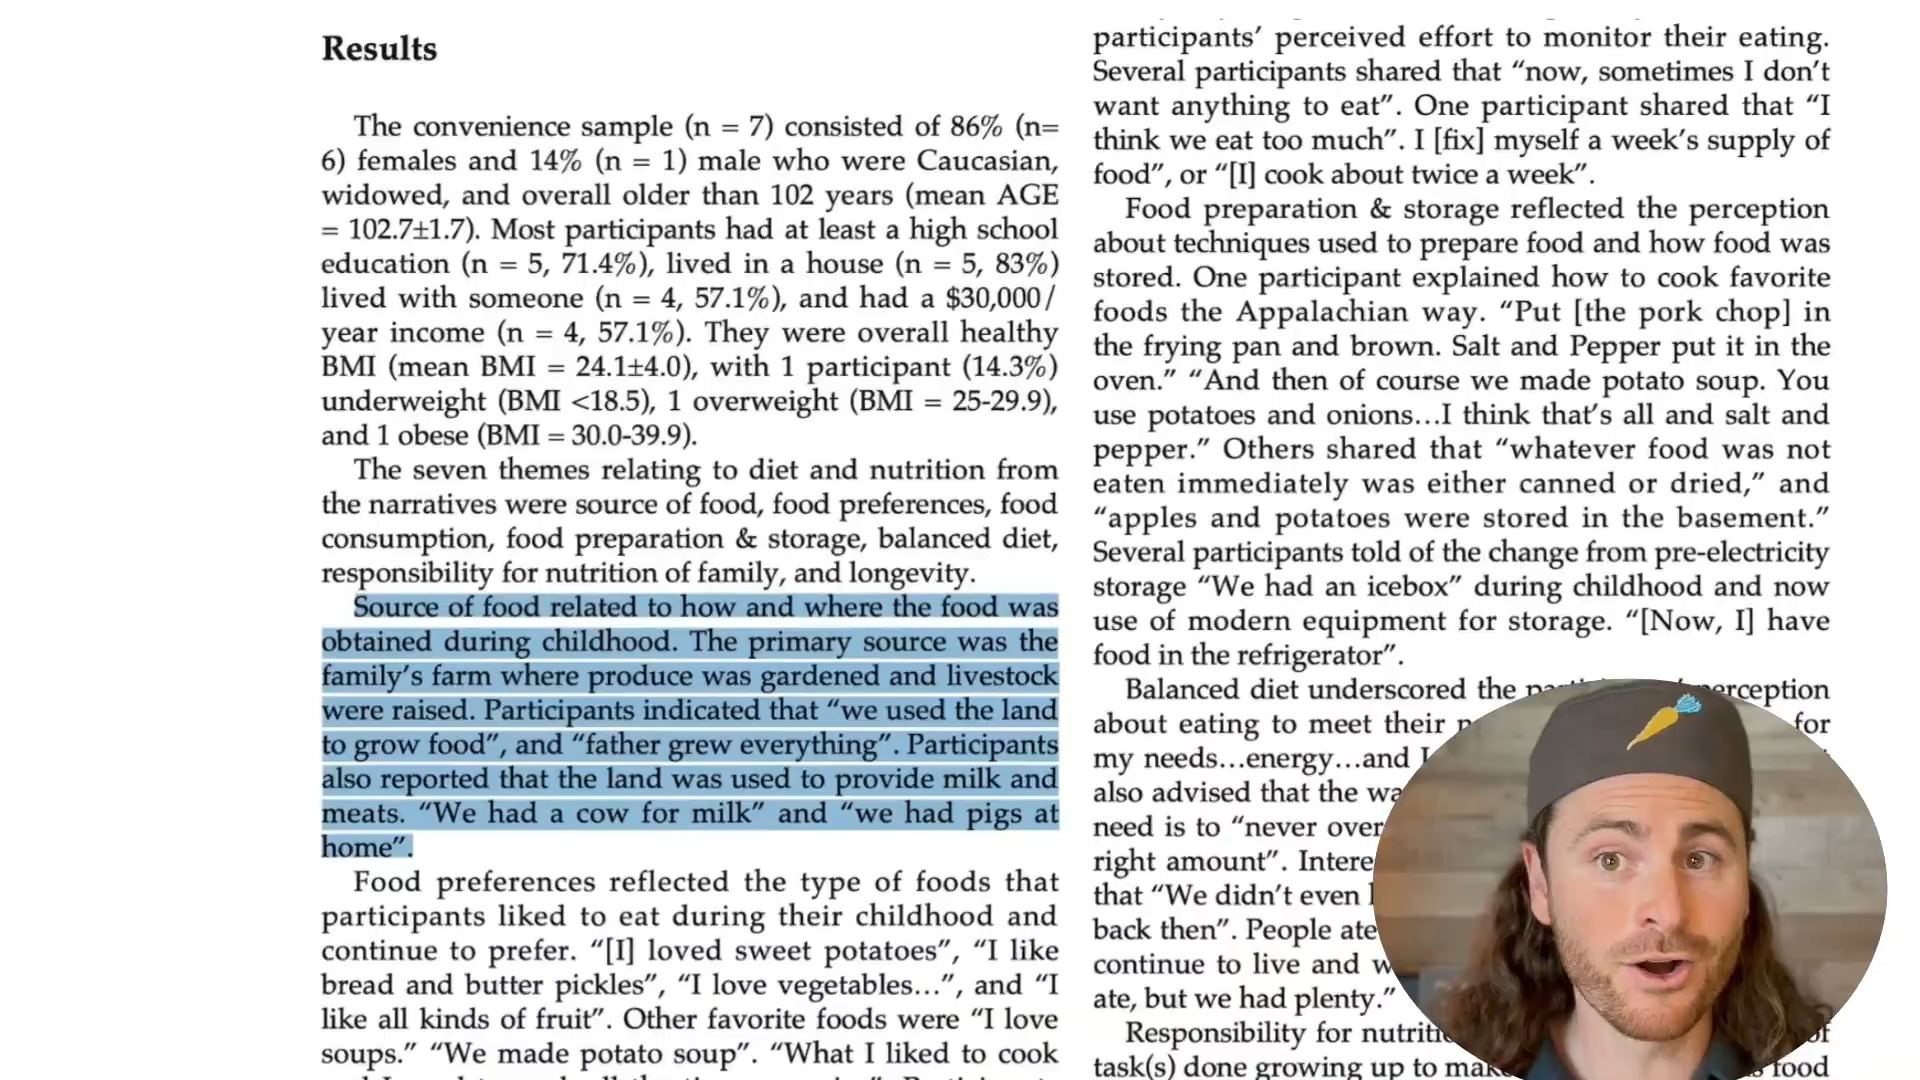 Results
The convenience sample (n = 7) consisted of 86% (n=
6) females and 14% (n = 1) male who were Caucasian,
widowed, and overall older than 102 years (mean AGE
= 102.7±1.7). Most participants had at least a high school
education (n = 5, 71.4%), lived in a house (n = 5, 83%)
lived with someone (n = 4, 57.1%), and had a $30,000/
year income (n = 4, 57.1%). They were overall healthy
BMI (mean BMI = 24.1±4.0), with 1 participant (14.3%)
underweight (BMI <18.5), 1 overweight (BMI = 25-29.9),
and 1 obese (BMI = 30.0-39.9).
The seven themes relating to diet and nutrition from
the narratives were source of food, food preferences, food
consumption, food preparation & storage, balanced diet,
responsibility for nutrition of family, and longevity.
Source of food related to how and where the food was
obtained during childhood. The primary source was the
family’s farm where produce was gardened and livestock
were raised. Participants indicated that “we used the land
to grow food”, and “father grew everything”. Participants
also reported that the land was used to provide milk and
meats. “We had a cow for milk” and “we had pigs at
home”.
Food preferences reflected the type of foods that
participants liked to eat during their childhood and
continue to prefer. “[I] loved sweet potatoes”, “I like
bread and butter pickles”, “I love vegetables…”, and “I
like all kinds of fruit”. Other favorite foods were “I love
soups.” “We made potato soup”. “What I liked to cook
participants’ perceived effort to monitor their eating.
Several participants shared that “now, sometimes I don’t
want anything to eat”. One participant shared that “I
think we eat too much”. I [fix] myself a week’s supply of
food”, or “[I] cook about twice a week”.
Food preparation & storage reflected the perception
about techniques used to prepare food and how food was
stored. One participant explained how to cook favorite
foods the Appalachian way. “Put [the pork chop] in
the frying pan and brown. Salt and Pepper put it in the
oven.” “And then of course we made potato soup. You
use potatoes and onions…I think that’s all and salt and
pepper.” Others shared that “whatever food was not
eaten immediately was either canned or dried,” and
“apples and potatoes were stored in the basement.”
Several participants told of the change from pre-electricity
storage “We had an icebox” during childhood and now
use of modern equipment for storage. “[Now, I] have
food in the refrigerator”.
Balanced diet underscored the
about eating to meet their for
my needs…energy…and I
also advised that the
need is to “never
right amount”.
that “We didn’t even
back then”. People ate
continue to live and
ate, but we had plenty.”
Responsibility for of
task(s) done growing up to food